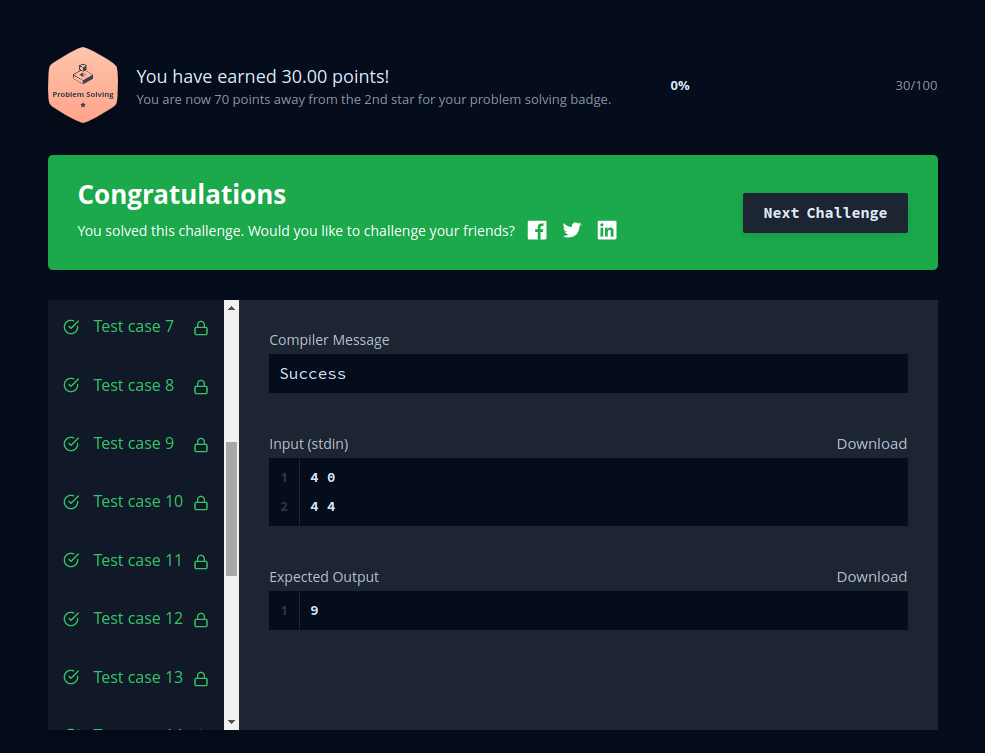 Problem Solving
You have earned 30.00 points!
You are now 70 points away from the 2nd star for your problem solving badge.
0%
30/100
Congratulations
You solved this challenge. Would you like to challenge your friends?
Next Challenge
Test case 7
Test case 8
Test case 9
Test case 10
Test case 11
Test case 12
Test case 13
Compiler Message
Success
Input (stdin)
Download
1 4 0
2 4 4
Expected Output
Download
1 9